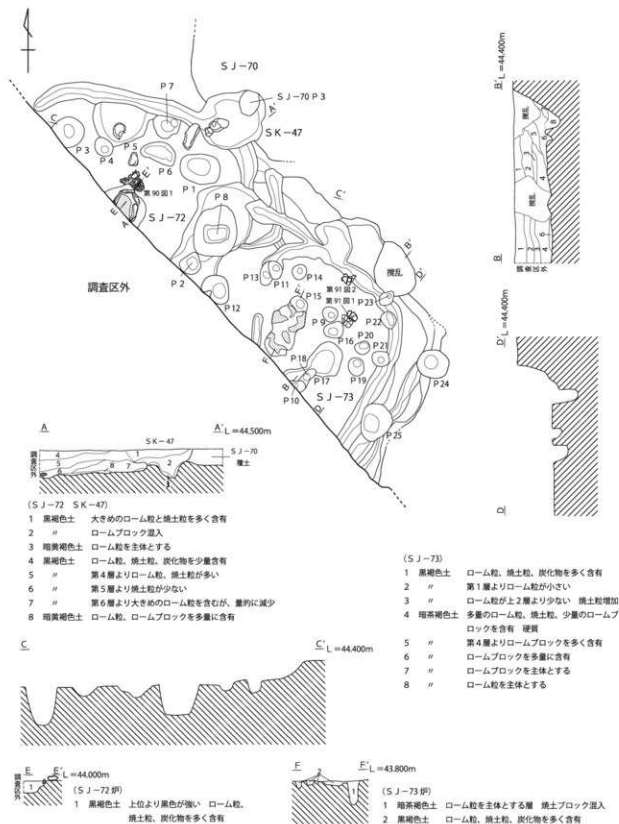 SJ-70
P7
SJ-70 P3
A'
C
SK-47
P3
P4
P5
P6
P1
E'
第90図1
E
A
SJ-72
P8
C'
B'
D'
撹乱
調査区外
P2
P12
P13
P11
P14
F'
P15
第91図2
第91図1
P23
P22
P9
P16
P20
P21
F
P18
P17
P19
P24
B
P10
SJ-73
D
P25
B' L=44.400m
撹乱
8
5
6
1
2
3
4
撹乱
6
1
2
3
4
B
調査区外
D' L=44.400m
D
A
SK-47
A' L=44.500m
調査区外
4
1
5
6
8
7
2
SJ-70
覆土
(SJ-72 SK-47)
1 黒褐色土 大きめのローム粒と焼土粒を多く含有
2 〃 ロームブロック混入
3 暗黄褐色土 ローム粒を主体とする
4 黒褐色土 ローム粒、焼土粒、炭化物を少量含有
5 〃 第4層よりローム粒、焼土粒が多い
6 〃 第5層より焼土粒が少ない
7 〃 第6層より大きめのローム粒を含むが、量的に減少
8 暗黄褐色土 ローム粒、ロームブロックを多量に含有
(SJ-73)
1 黒褐色土 ローム粒、焼土粒、炭化物を多く含有
2 〃 第1層よりローム粒が小さい
3 〃 ローム粒が上2層より少ない 焼土粒増加
4 暗茶褐色土 多量のローム粒、焼土粒、少量のロームブ
ロックを含有 硬質
5 〃 第4層よりロームブロックを多く含有
6 〃 ロームブロックを多量に含有
7 〃 ロームブロックを主体とする
8 〃 ローム粒を主体とする
C
C' L=44.400m
E
E' L=44.000m
調査区外
1
(SJ-72 炉)
1 黒褐色土 上位より黒色が強い ローム粒、
焼土粒、炭化物を多く含有
F
2
F' L=43.800m
1
(SJ-73 炉)
1 暗茶褐色土 ローム粒を主体とする層 焼土ブロック混入
2 黒褐色土 ローム粒、焼土粒、炭化物を多く含有